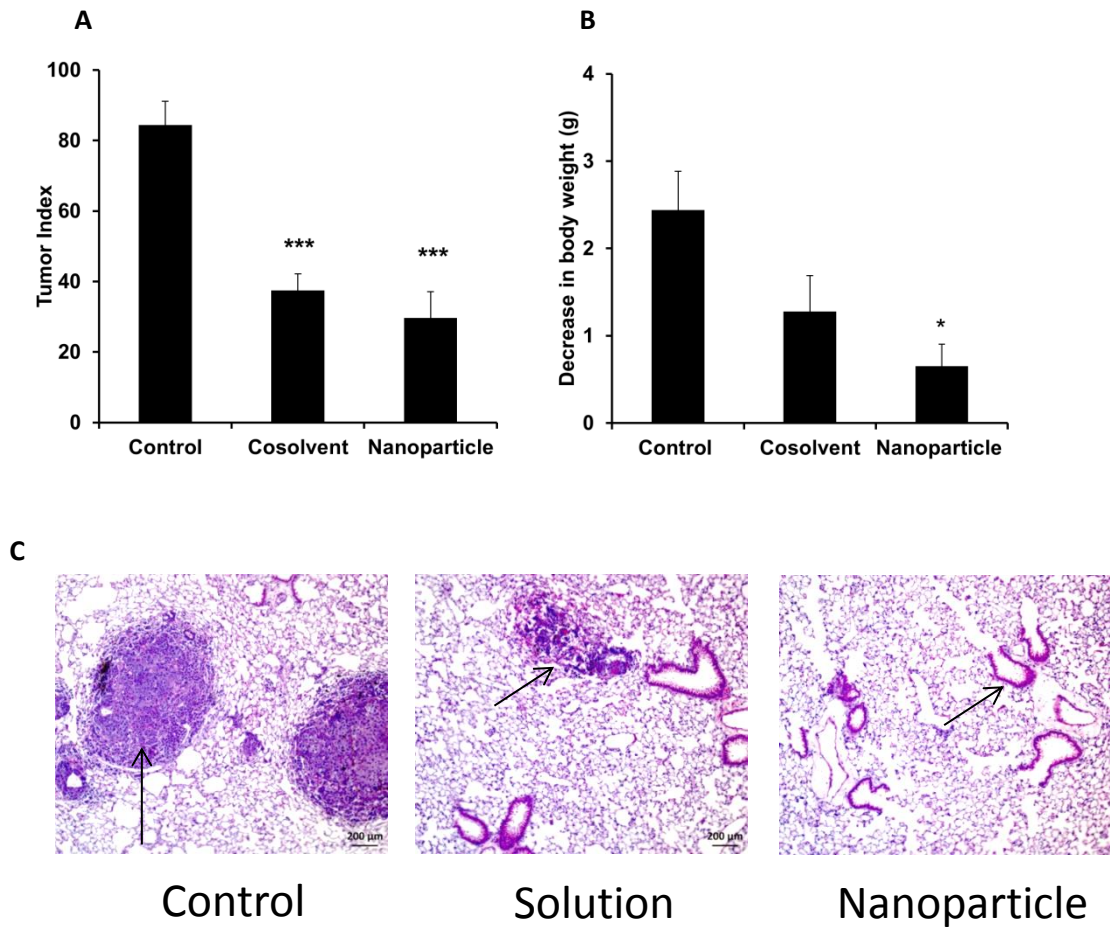 A
Tumor Index
100
80
60
40
20
0
***
***
Control
Cosolvent
Nanoparticle
B
Decrease in body weight (g)
4
3
2
1
0
*
Control
Cosolvent
Nanoparticle
C
200 µm
200 µm
Control
Solution
Nanoparticle